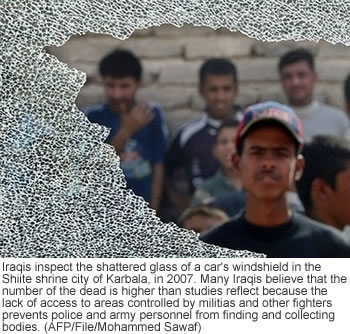 Iraqis inspect the shattered glass of a car's windshield in the
Shiite shrine city of Karbala, in 2007. Many Iraqis believe that the
number of the dead is higher than studies reflect because the
lack of access to areas controlled by militias and other fighters
prevents police and army personnel from finding and collecting
bodies. (AFP/File/Mohammed Sawaf)